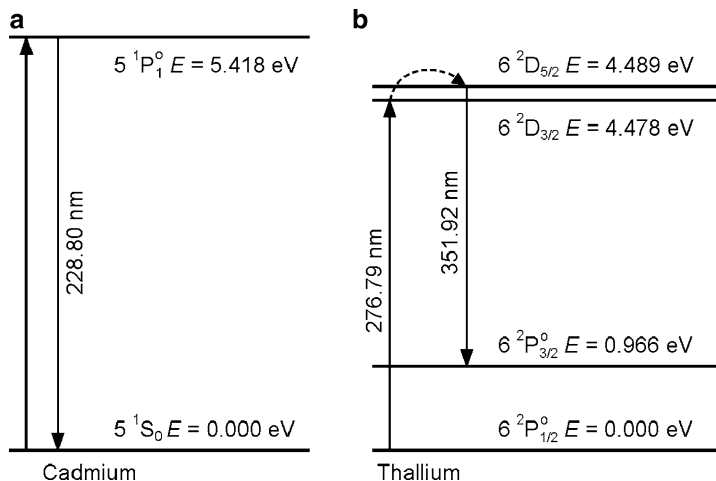 a
5 ¹P°₁ E = 5.418 eV
228.80 nm
5 ¹S₀ E = 0.000 eV
Cadmium
b
6 ²D₅/₂ E = 4.489 eV
6 ²D₃/₂ E = 4.478 eV
276.79 nm
351.92 nm
6 ²P°₃/₂ E = 0.966 eV
6 ²P°₁/₂ E = 0.000 eV
Thallium